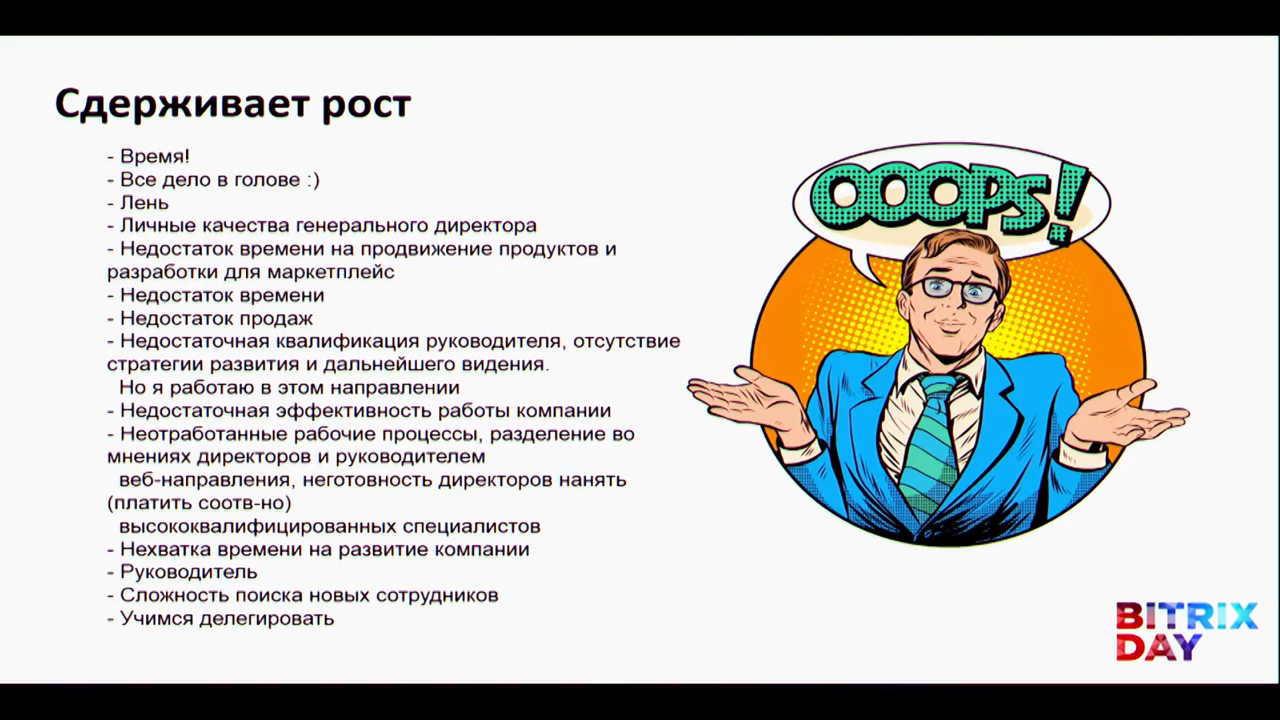 Сдерживает рост
- Время!
- Все дело в голове :)
- Лень
- Личные качества генерального директора
- Недостаток времени на продвижение продуктов и
разработки для маркетплейс
- Недостаток времени
- Недостаток продаж
- Недостаточная квалификация руководителя, отсутствие
стратегии развития и дальнейшего видения.
Но я работаю в этом направлении
- Недостаточная эффективность работы компании
- Неотработанные рабочие процессы, разделение во
мнениях директоров и руководителем
веб-направления, неготовность директоров нанять
(платить соотв-но)
высококвалифицированных специалистов
- Нехватка времени на развитие компании
- Руководитель
- Сложность поиска новых сотрудников
- Учимся делегировать
OOOPS!
BITRIX
DAY